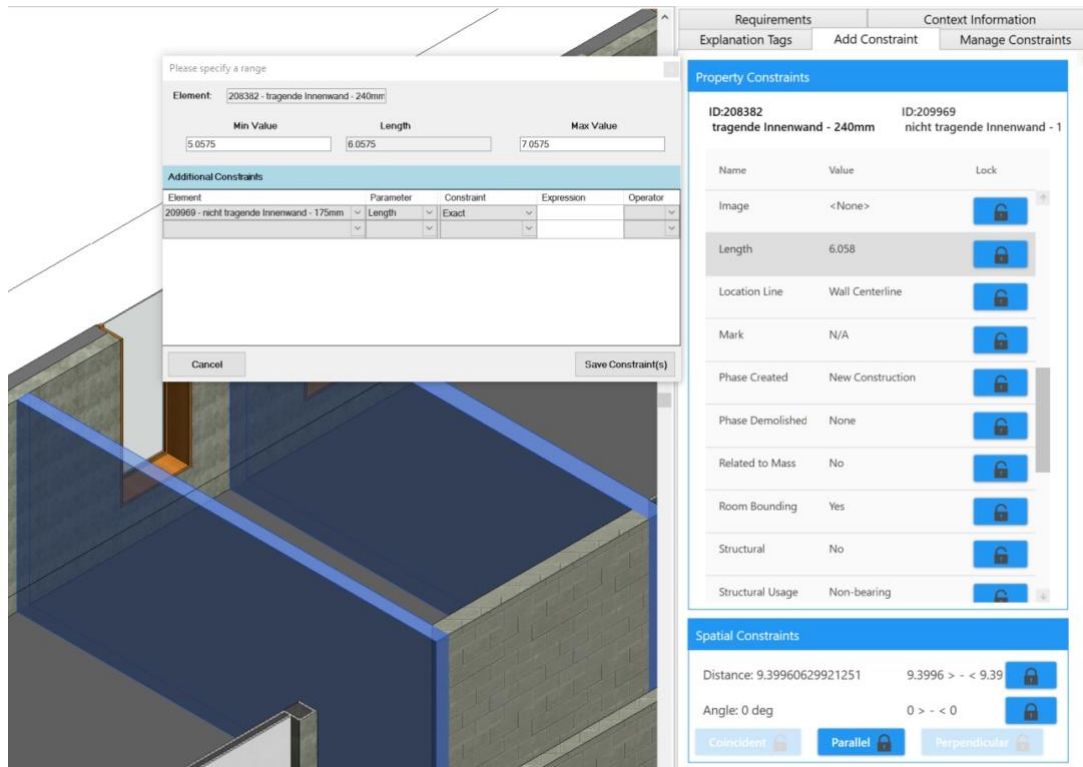 Please specify a range
Element: 208382 - tragende Innenwand - 240mm
Min Value Length Max Value
5.0575 6.0575 7.0575
Additional Constraints
Element Parameter Constraint Expression Operator
209969 - nicht tragende Innenwand - 175mm Length Exact
Cancel Save Constraint(s)
Requirements Context Information
Explanation Tags Add Constraint Manage Constraints
Property Constraints
ID:208382 ID:209969
tragende Innenwand - 240mm nicht tragende Innenwand - 1
Name Value Lock
Image <None>
Length 6.058
Location Line Wall Centerline
Mark N/A
Phase Created New Construction
Phase Demolished None
Related to Mass No
Room Bounding Yes
Structural No
Structural Usage Non-bearing
Spatial Constraints
Distance: 9.39960629921251 9.3996 > - < 9.39
Angle: 0 deg 0 > - < 0
Coincident Parallel Perpendicular